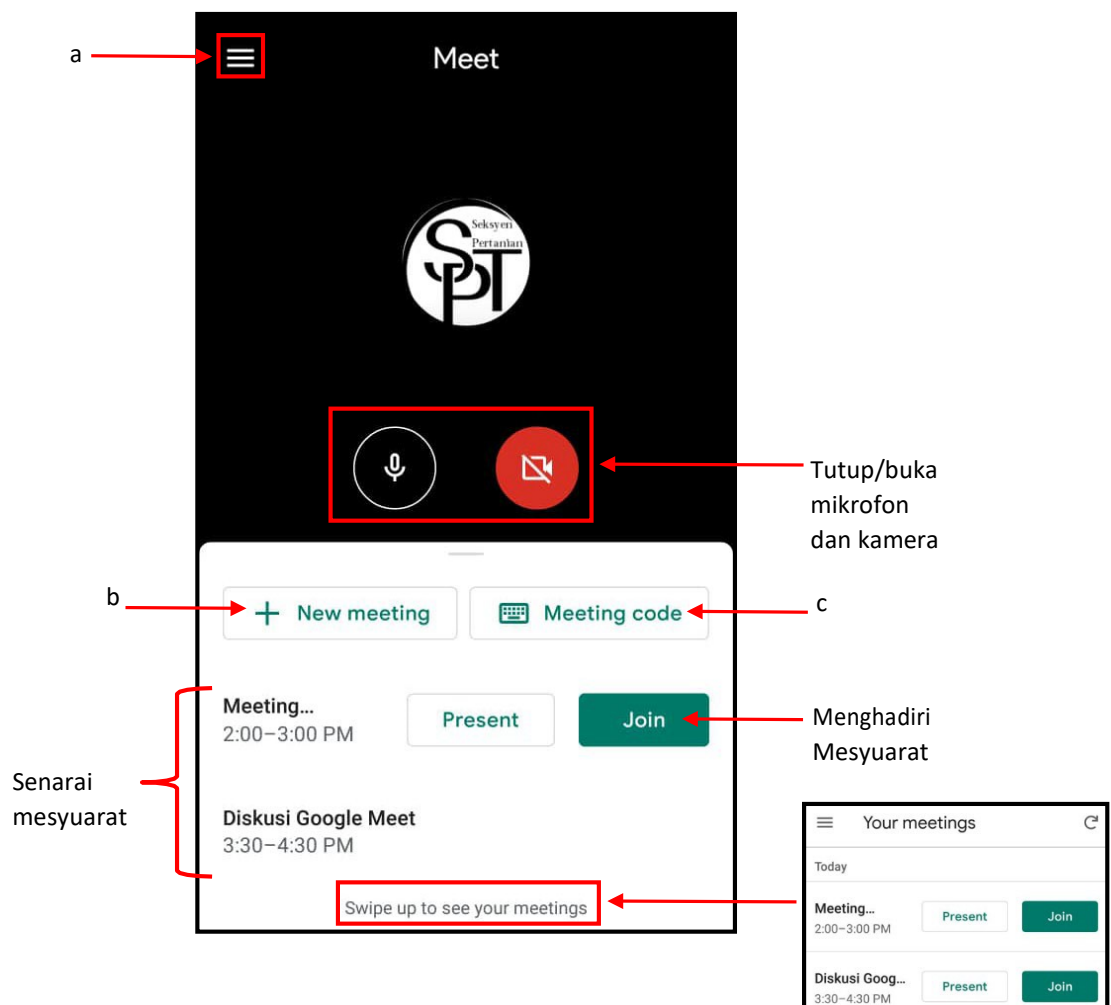 a
Meet
Seksyen
Pertanian
SPT
Tutup/buka
mikrofon
dan kamera
b
New meeting
Meeting code
c
Meeting...
2:00–3:00 PM
Present
Join
Menghadiri
Mesyuarat
Senarai
mesyuarat
Diskusi Google Meet
3:30–4:30 PM
Swipe up to see your meetings
Your meetings
Today
Meeting...
2:00–3:00 PM
Present
Join
Diskusi Goog...
3:30–4:30 PM
Present
Join